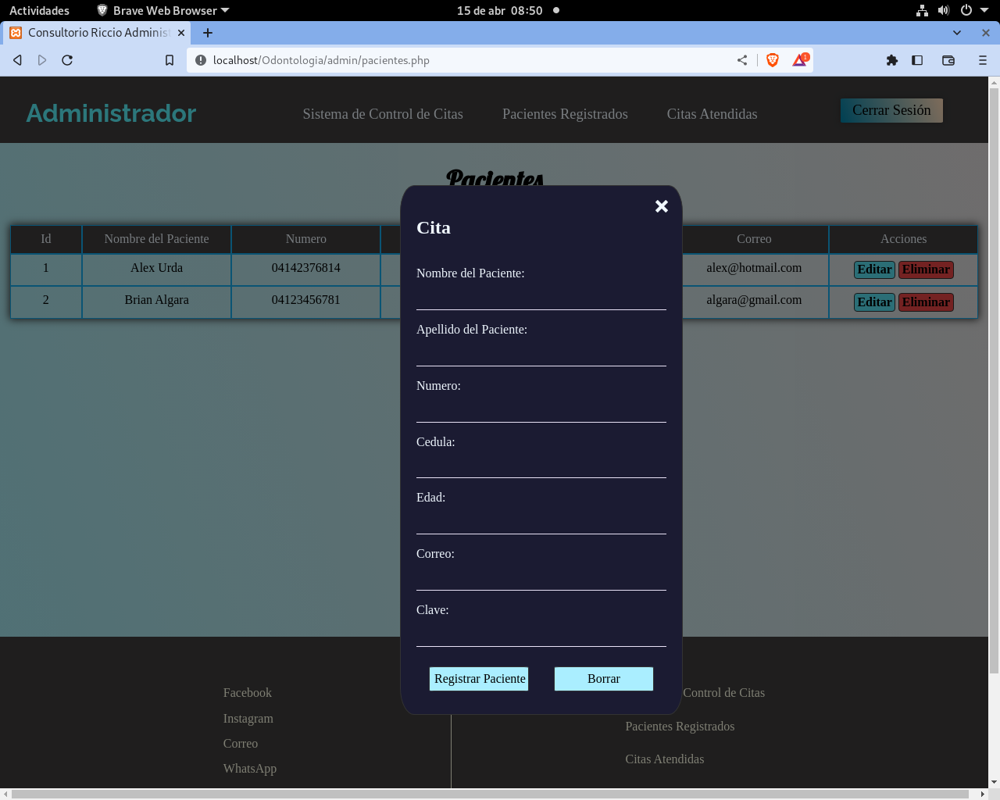 Actividades
Brave Web Browser
15 de abr 08:50
Consultorio Riccio Adminis
localhost/Odontologia/admin/pacientes.php
1
Administrador
Sistema de Control de Citas
Pacientes Registrados
Citas Atendidas
Cerrar Sesión
Pacientes
Id
Nombre del Paciente
Numero
Correo
Acciones
1
Alex Urda
04142376814
alex@hotmail.com
Editar
Eliminar
2
Brian Algara
04123456781
algara@gmail.com
Editar
Eliminar
Cita
Nombre del Paciente:
Apellido del Paciente:
Numero:
Cedula:
Edad:
Correo:
Clave:
Registrar Paciente
Borrar
Facebook
Instagram
Correo
WhatsApp
Control de Citas
Pacientes Registrados
Citas Atendidas